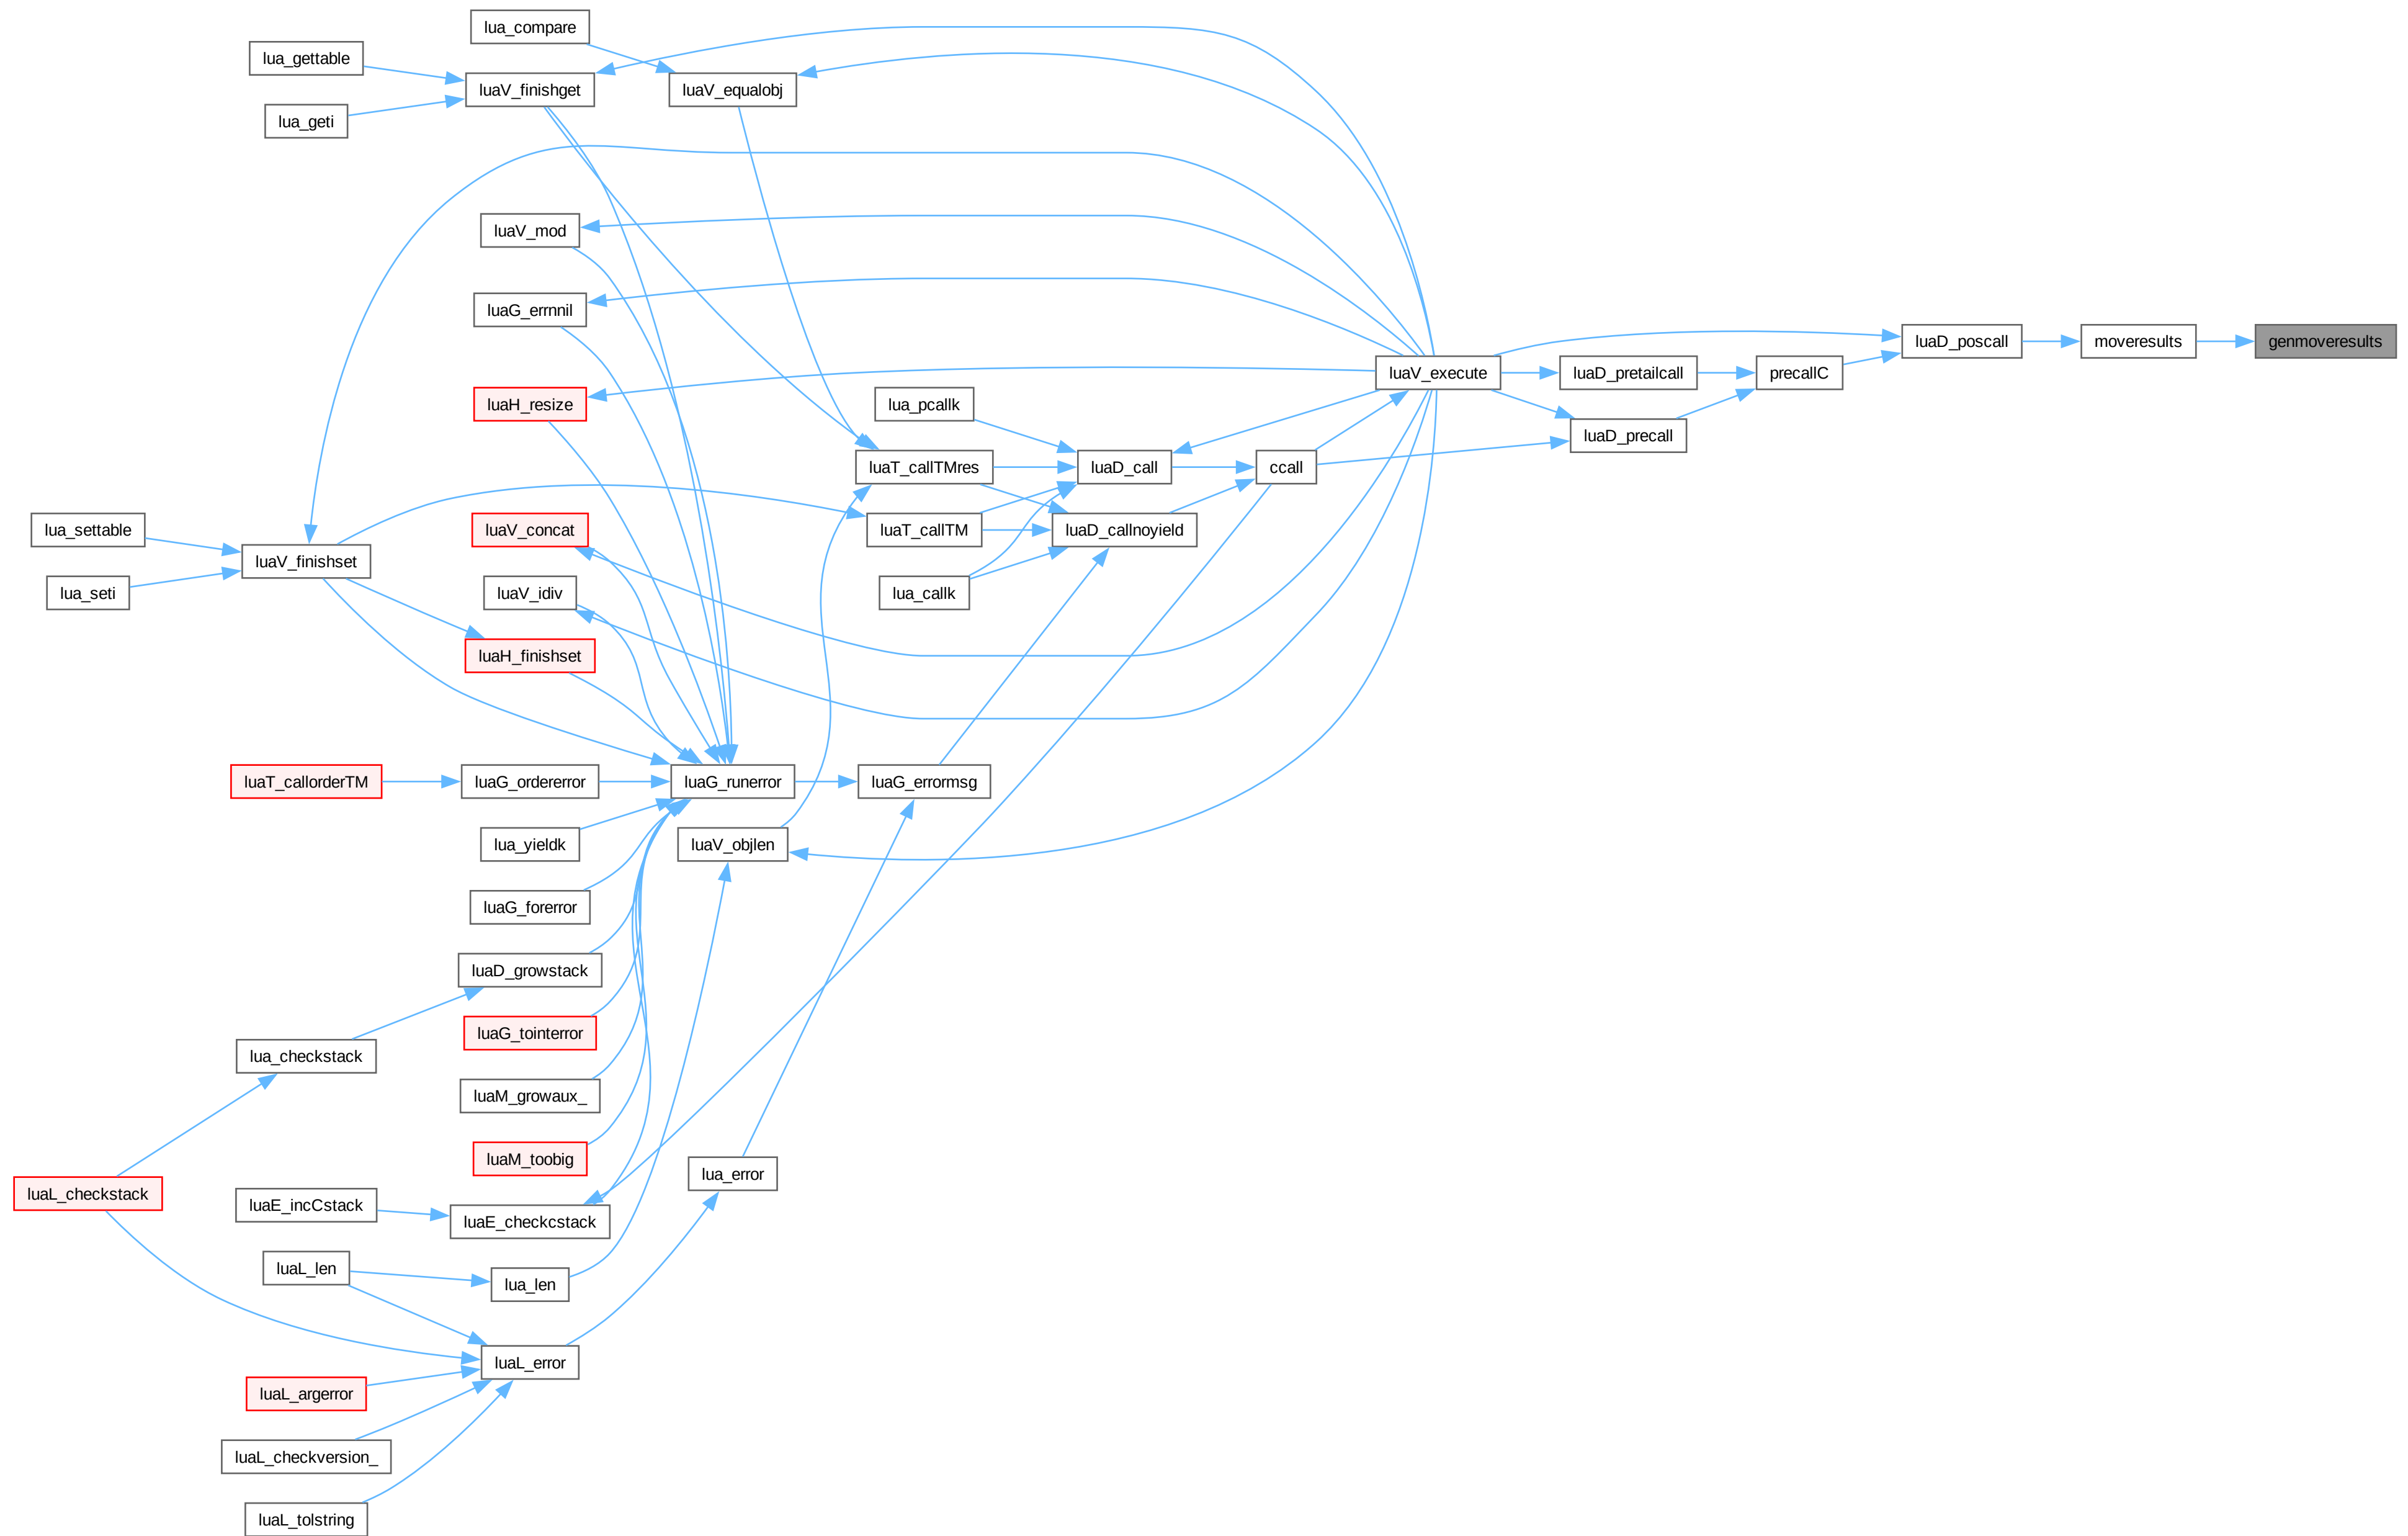 lua_compare
lua_gettable
luaV_finishget
luaV_equalobj
lua_geti
luaV_mod
luaG_errnnil
genmoveresults
moveresults
luaD_poscall
luaV_execute
luaD_pretailcall
precallC
luaH_resize
lua_pcallk
luaD_precall
luaT_callTMres
luaD_call
ccall
lua_settable
luaV_concat
luaT_callTM
luaD_callnoyield
luaV_finishset
lua_seti
luaV_idiv
lua_callk
luaH_finishset
luaT_callorderTM
luaG_ordererror
luaG_runerror
luaG_errormsg
lua_yieldk
luaV_objlen
luaG_forerror
luaD_growstack
luaG_tointerror
lua_checkstack
luaM_growaux_
luaM_toobig
lua_error
luaL_checkstack
luaE_incCstack
luaE_checkcstack
luaL_len
lua_len
luaL_error
luaL_argerror
luaL_checkversion_
luaL_tolstring